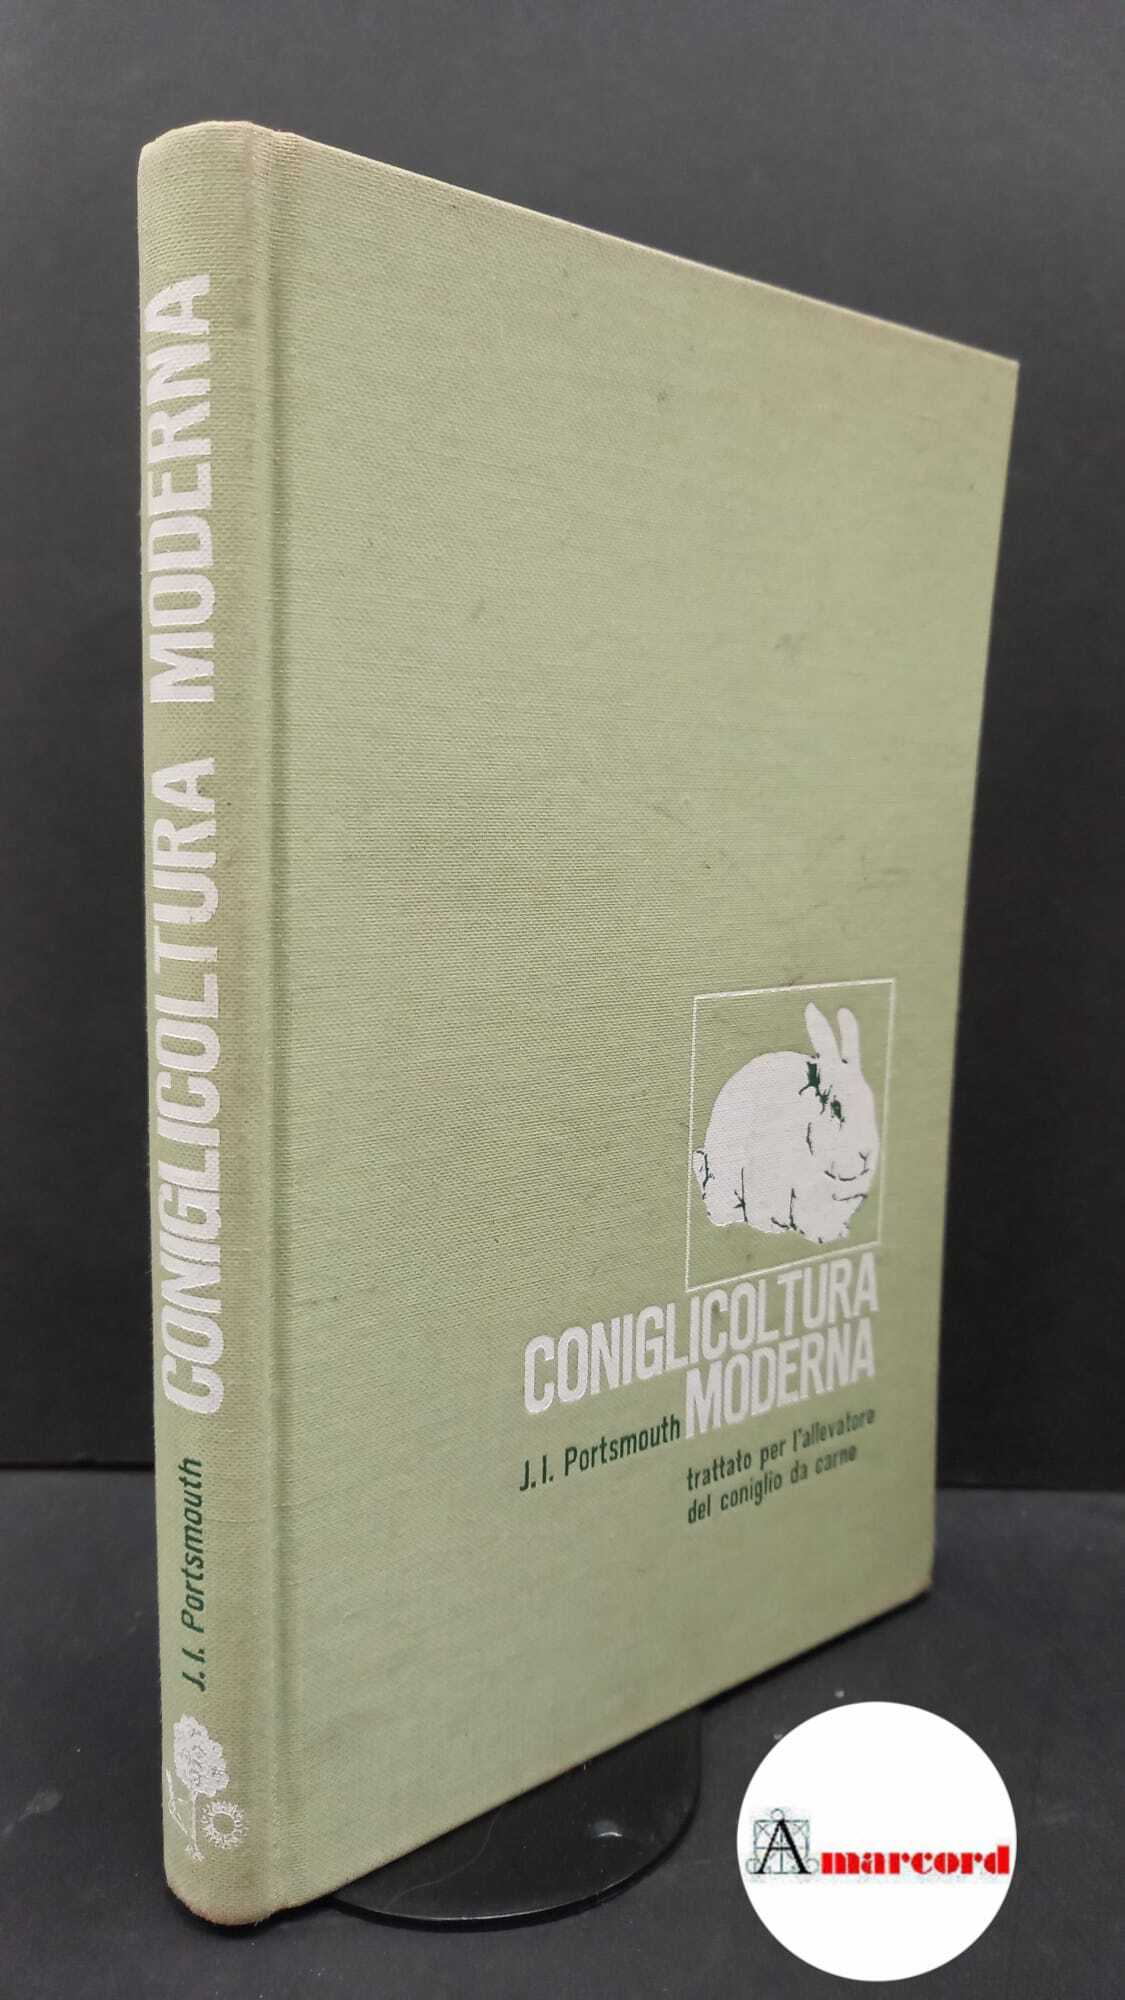 CONIGLICOLTURA MODERNA
J.I. Portsmouth
CONIGLICOLTURA
MODERNA
J.I. Portsmouth
trattato per l'allevatore
del coniglio da carne
Amarcord